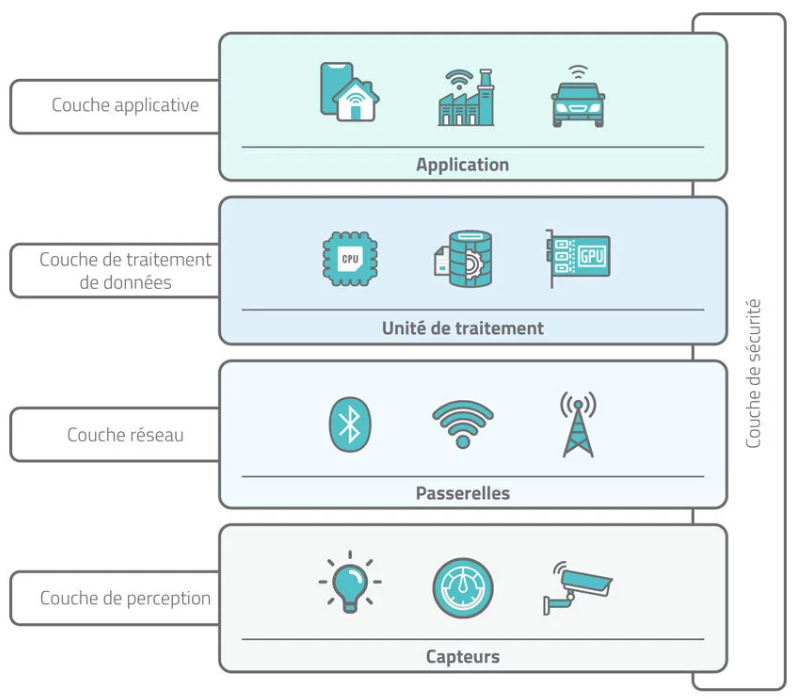 Couche applicative
Application
Couche de traitement
de données
CPU
GPU
Unité de traitement
Couche réseau
Passerelles
Couche de perception
Capteurs
Couche de sécurité